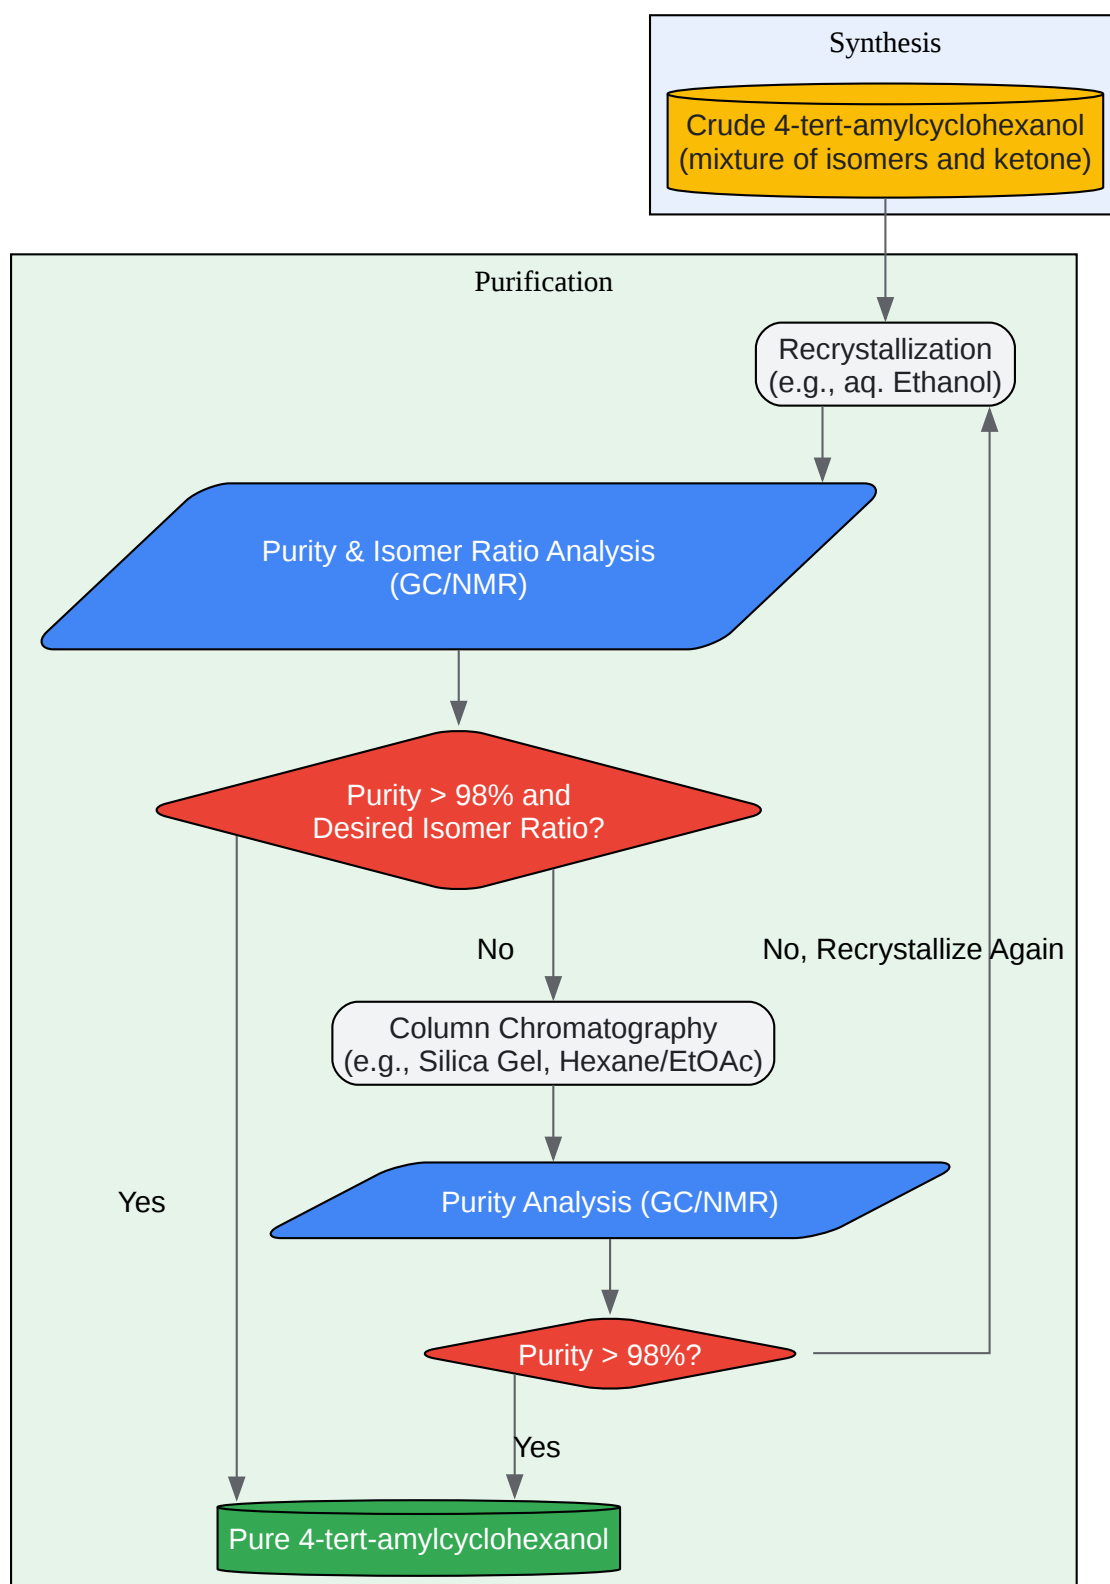 Synthesis
Crude 4-tert-amylcyclohexanol
(mixture of isomers and ketone)
Purification
Recrystallization
(e.g., aq. Ethanol)
Purity & Isomer Ratio Analysis
(GC/NMR)
Purity > 98% and
Desired Isomer Ratio?
No
No, Recrystallize Again
Column Chromatography
(e.g., Silica Gel, Hexane/EtOAc)
Yes
Purity Analysis (GC/NMR)
Purity > 98%?
Yes
Pure 4-tert-amylcyclohexanol